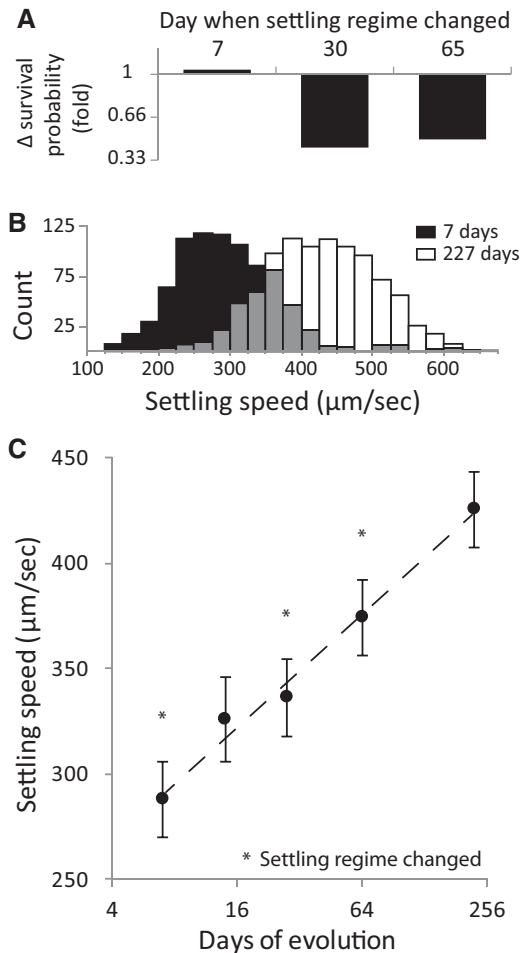 A
Day when settling regime changed
7 30 65
Δ survival
probability
(fold)
1
0.66
0.33
B
125
75
25
Count
7 days
227 days
100 200 300 400 500 600
Settling speed (μm/sec)
C
450
400
350
300
250
Settling speed (μm/sec)
*
*
*
* Settling regime changed
4 16 64 256
Days of evolution